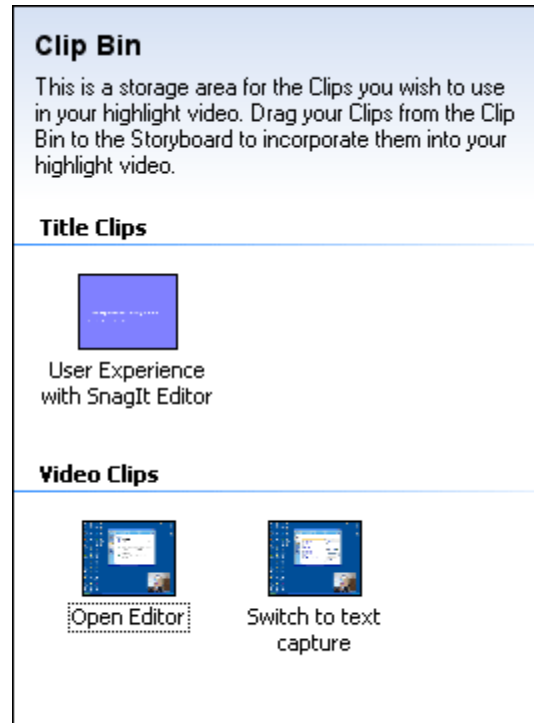 Clip Bin
This is a storage area for the Clips you wish to use
in your highlight video. Drag your Clips from the Clip
Bin to the Storyboard to incorporate them into your
highlight video.
Title Clips
User Experience
with SnagIt Editor
Video Clips
Open Editor
Switch to text
capture